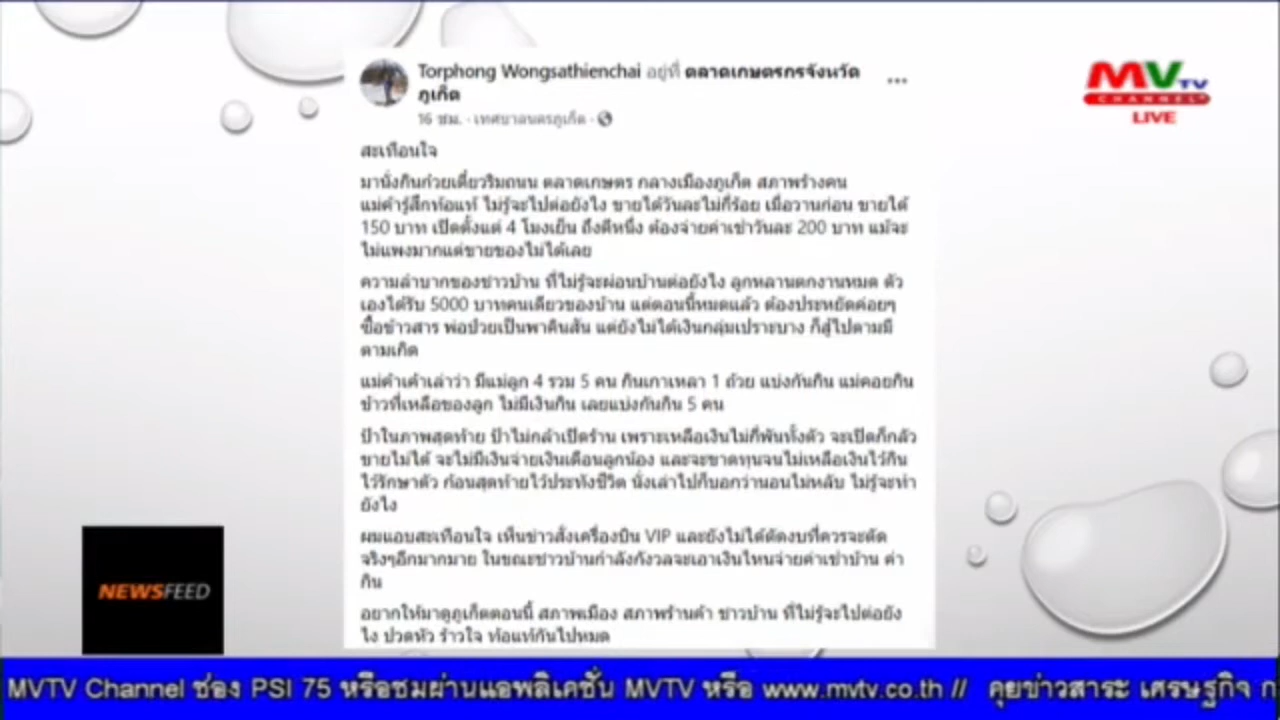 Torphong Wongsathienchai อยู่ที่ ตลาดเกษตรกรจังหวัด
ภูเก็ต
16 ชม. · เทศบาลนครภูเก็ต ·
MVTV
CHANNEL
LIVE
สะเทือนใจ
มานั่งกินก๋วยเตี๋ยวริมถนน ตลาดเกษตร กลางเมืองภูเก็ต สภาพร้างคน
แม่ค้ารู้สึกท้อแท้ ไม่รู้จะไปต่อยังไง ขายได้วันละไม่กี่ร้อย เมื่อวานก่อน ขายได้
150 บาท เปิดตั้งแต่ 4 โมงเย็น ถึงตีหนึ่ง ต้องจ่ายค่าเช่าวันละ 200 บาท แม้จะ
ไม่แพงมากแต่ขายของไม่ได้เลย
ความลำบากของชาวบ้าน ที่ไม่รู้จะผ่อนบ้านต่อยังไง ลูกหลานตกงานหมด ตัว
เองได้รับ 5000 บาทคนเดียวของบ้าน แต่ตอนนี้หมดแล้ว ต้องประหยัดค่อยๆ
ซื้อข้าวสาร พ่อป่วยเป็นพาคินสัน แต่ยังไม่ได้เงินกลุ่มเปราะบาง ก็สู้ไปตามมี
ตามเกิด
แม่ค้าเค้าเล่าว่า มีแม่ลูก 4 รวม 5 คน กินเกาเหลา 1 ถ้วย แบ่งกันกิน แม่คอยกิน
ข้าวที่เหลือของลูก ไม่มีเงินกิน เลยแบ่งกันกิน 5 คน
ป้าในภาพสุดท้าย ป้าไม่กล้าเปิดร้าน เพราะเหลือเงินไม่กี่พันทั้งตัว จะเปิดก็กลัว
ขายไม่ได้ จะไม่มีเงินจ่ายเงินเดือนลูกน้อง และจะขาดทุนจนไม่เหลือเงินไว้กิน
ไว้รักษาตัว ก้อนสุดท้ายไว้ประทังชีวิต นั่งเล่าไปก็บอกว่านอนไม่หลับ ไม่รู้จะทำ
ยังไง
ผมแอบสะเทือนใจ เห็นข่าวสั่งเครื่องบิน VIP และยังไม่ได้ตัดงบที่ควรจะตัด
จริงๆอีกมากมาย ในขณะชาวบ้านกำลังกังวลจะเอาเงินไหนจ่ายค่าเช่าบ้าน ค่า
กิน
อยากให้มาดูภูเก็ตตอนนี้ สภาพเมือง สภาพร้านค้า ชาวบ้าน ที่ไม่รู้จะไปต่อยัง
ไง ปวดหัว ร้าวใจ ท้อแท้กันไปหมด
NEWSFEED
MVTV Channel ช่อง PSI 75 หรือชมผ่านแอพลิเคชั่น MVTV หรือ www.mvtv.co.th // คุยข่าวสาระ เศรษฐกิจ